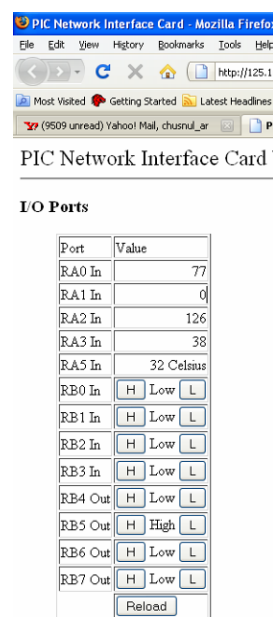 PIC Network Interface Card - Mozilla Firefo
File Edit View History Bookmarks Tools Help
http://125.1
Most Visited Getting Started Latest Headlines
(9509 unread) Yahoo! Mail, chusnul_ar P
PIC Network Interface Card
I/O Ports
Port Value
RA0 In 77
RA1 In 0
RA2 In 126
RA3 In 38
RA5 In 32 Celsius
RB0 In H Low L
RB1 In H Low L
RB2 In H Low L
RB3 In H Low L
RB4 Out H Low L
RB5 Out H High L
RB6 Out H Low L
RB7 Out H Low L
Reload